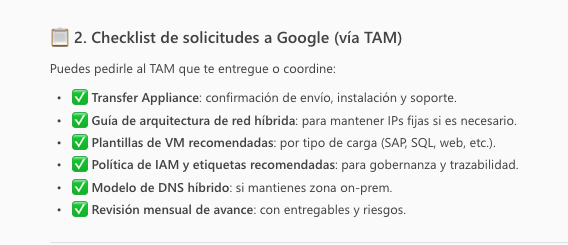 📋 2. Checklist de solicitudes a Google (vía TAM)
Puedes pedirle al TAM que te entregue o coordine:
• ✅ Transfer Appliance: confirmación de envío, instalación y soporte.
• ✅ Guía de arquitectura de red híbrida: para mantener IPs fijas si es necesario.
• ✅ Plantillas de VM recomendadas: por tipo de carga (SAP, SQL, web, etc.).
• ✅ Política de IAM y etiquetas recomendadas: para gobernanza y trazabilidad.
• ✅ Modelo de DNS híbrido: si mantienes zona on-prem.
• ✅ Revisión mensual de avance: con entregables y riesgos.